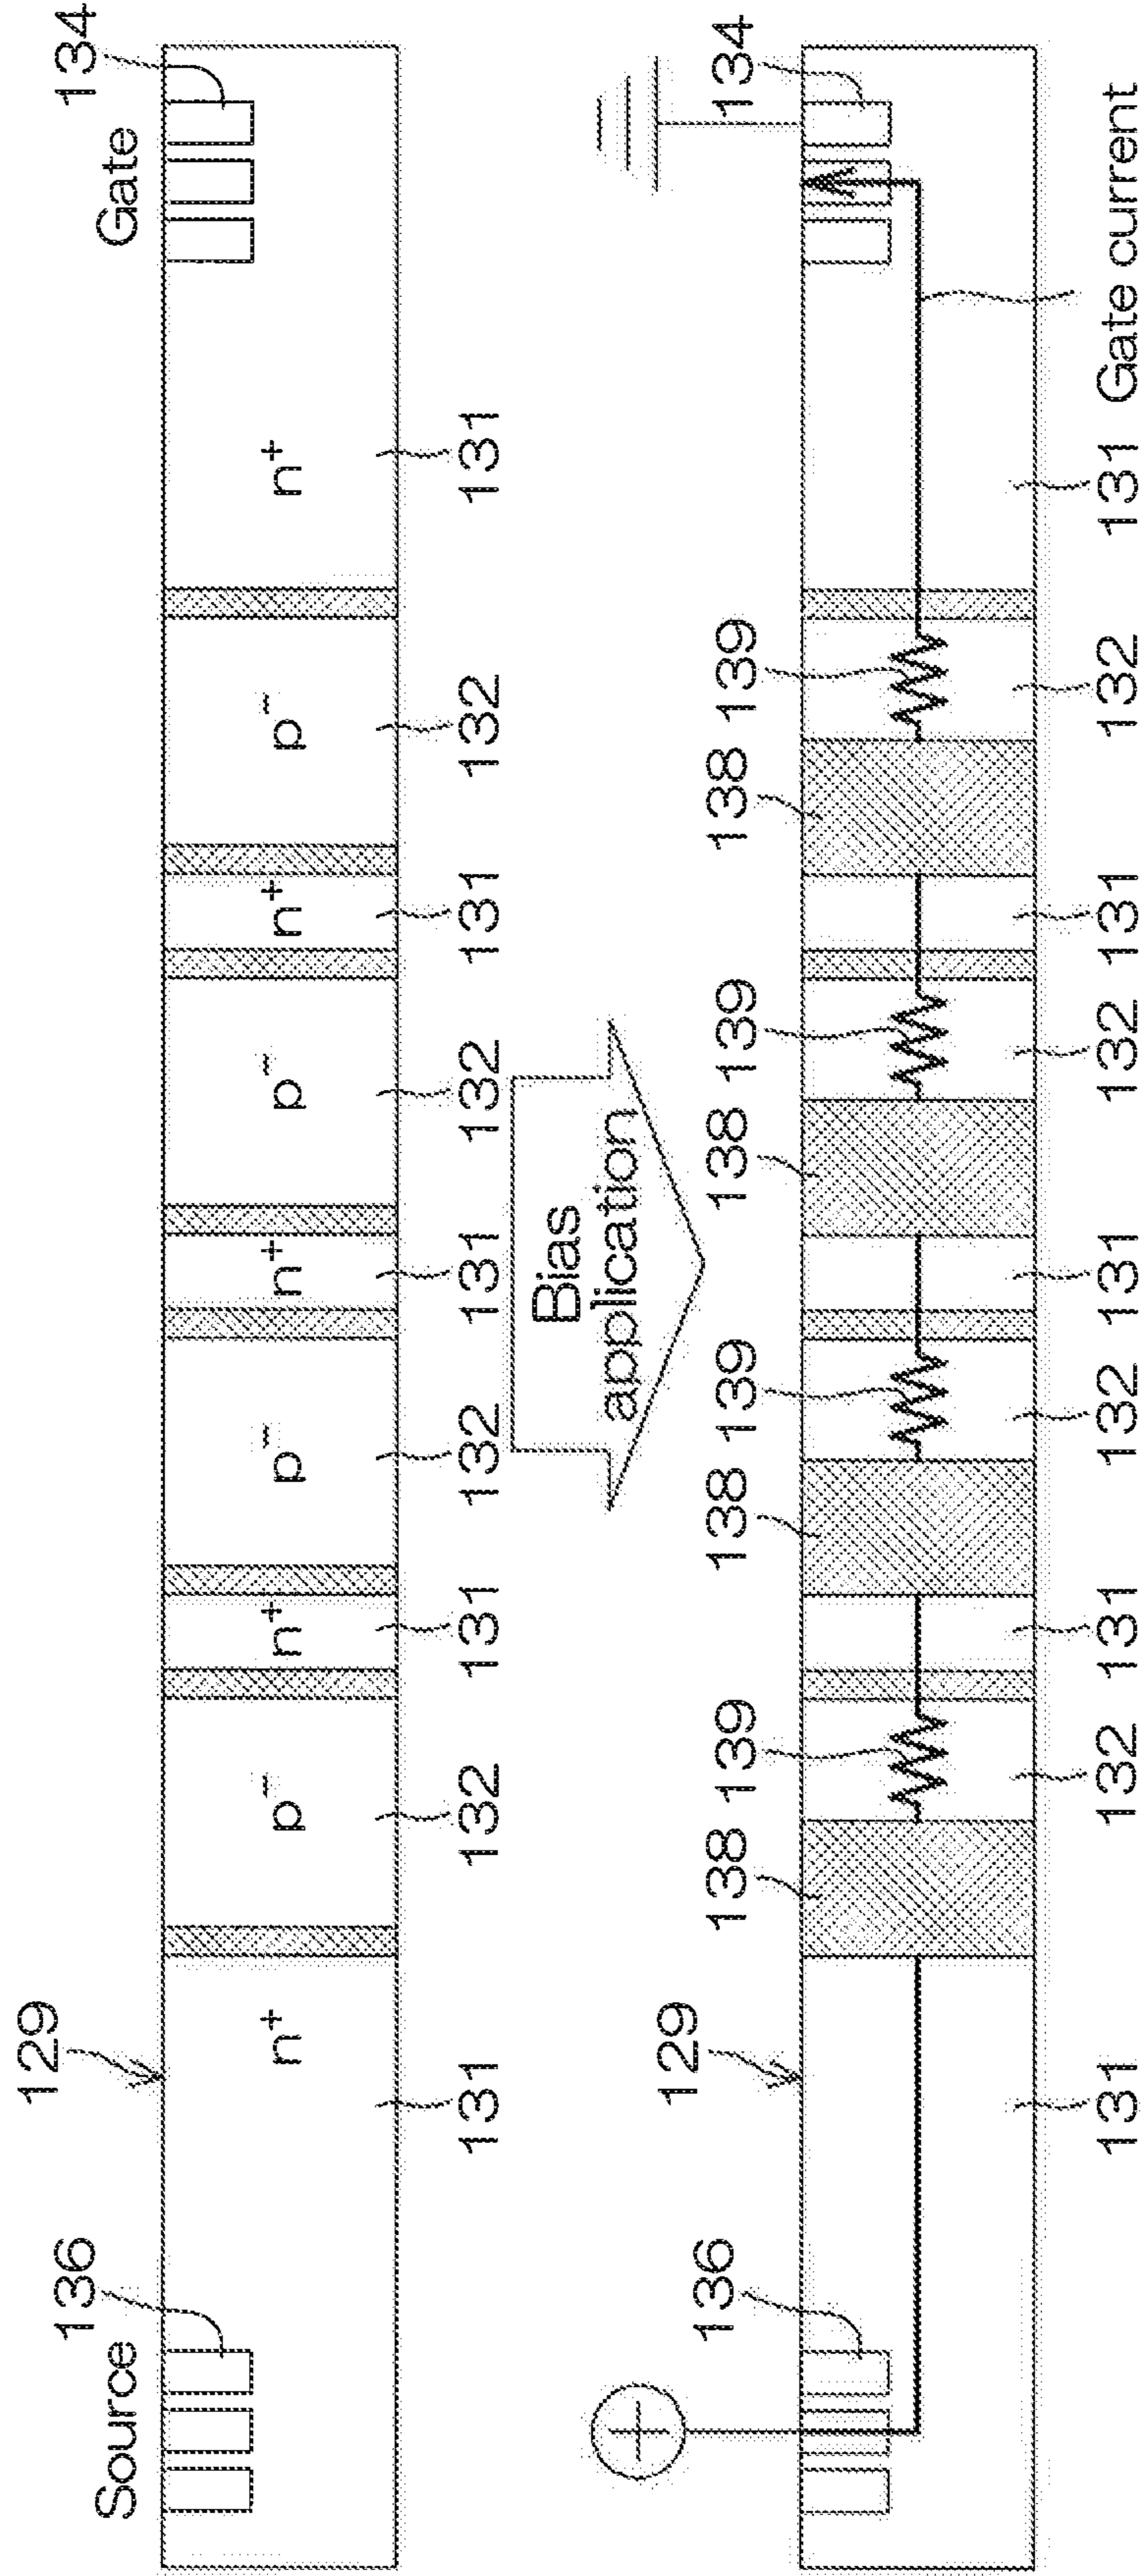 Source
136
129
Gate
134
n+
p−
n+
p−
n+
p−
n+
p−
n+
131
132
131
132
131
132
131
132
131
Bias
application
136
129
138
139
138
139
138
139
138
139
134
131
132
131
132
131
132
131
132
131
Gate current